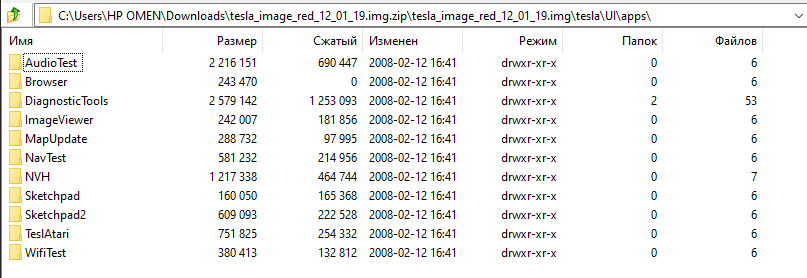 C:\Users\HP OMEN\Downloads\tesla_image_red_12_01_19.img.zip\tesla_image_red_12_01_19.img\tesla\UI\apps\
Имя Размер Сжатый Изменен Режим Папок Файлов
AudioTest 2 216 151 690 447 2008-02-12 16:41 drwxr-xr-x 0 6
Browser 243 470 0 2008-02-12 16:41 drwxr-xr-x 0 6
DiagnosticTools 2 579 142 1 253 093 2008-02-12 16:41 drwxr-xr-x 2 53
ImageViewer 242 007 181 856 2008-02-12 16:41 drwxr-xr-x 0 6
MapUpdate 288 732 97 995 2008-02-12 16:41 drwxr-xr-x 0 6
NavTest 581 232 214 956 2008-02-12 16:41 drwxr-xr-x 0 6
NVH 1 217 338 464 744 2008-02-12 16:41 drwxr-xr-x 0 7
Sketchpad 160 050 165 368 2008-02-12 16:41 drwxr-xr-x 0 6
Sketchpad2 609 093 222 528 2008-02-12 16:41 drwxr-xr-x 0 6
TeslAtari 751 825 254 332 2008-02-12 16:41 drwxr-xr-x 0 6
WifiTest 380 413 132 812 2008-02-12 16:41 drwxr-xr-x 0 6